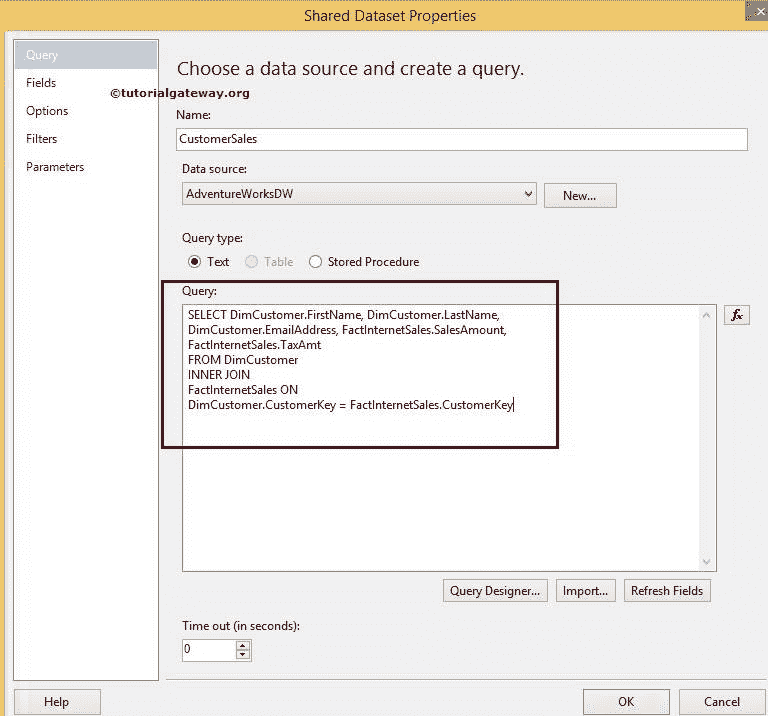 Shared Dataset Properties
Query
Fields
Options
Filters
Parameters
©tutorialgateway.org
Choose a data source and create a query.
Name:
CustomerSales
Data source:
AdventureWorksDW
New...
Query type:
Text
Table
Stored Procedure
Query:
SELECT DimCustomer.FirstName, DimCustomer.LastName,
DimCustomer.EmailAddress, FactInternetSales.SalesAmount,
FactInternetSales.TaxAmt
FROM DimCustomer
INNER JOIN
FactInternetSales ON
DimCustomer.CustomerKey = FactInternetSales.CustomerKey
fx
Query Designer...
Import...
Refresh Fields
Time out (in seconds):
0
Help
OK
Cancel